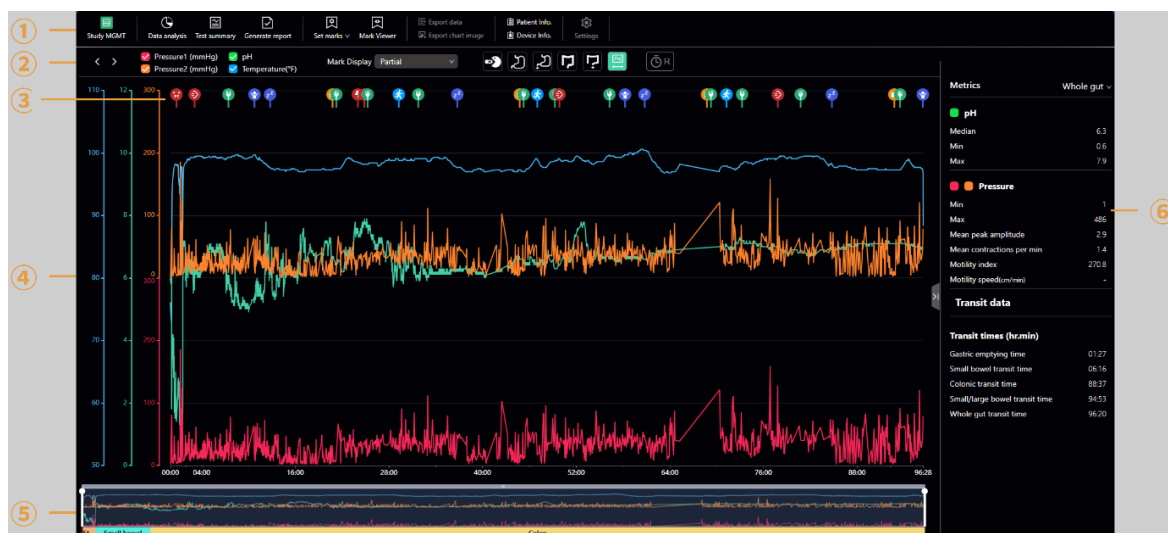 ①
Study MGMT
Data analysis
Test summary
Generate report
Set marks
Mark Viewer
Export data
Export chart image
Patient Info.
Device Info.
Settings
②
Pressure1 (mmHg)
pH
Pressure2 (mmHg)
Temperature(°F)
Mark Display
Partial
R
③
110
12
300
100
10
200
90
8
100
80
6
0
300
70
4
200
60
2
100
50
0
0
00:00 04:00 16:00 28:00 40:00 52:00 64:00 76:00 88:00 96:28
④
⑤
St
Small bowel
Colon
Metrics Whole gut
pH
Median 6.3
Min 0.6
Max 7.9
Pressure
Min 1
Max 486
Mean peak amplitude 2.9
Mean contractions per min 1.4
Motility index 270.8
Motility speed(cm/min) -
Transit data
Transit times (hr.min)
Gastric emptying time 01:27
Small bowel transit time 06:16
Colonic transit time 88:37
Small/large bowel transit time 94:53
Whole gut transit time 96:20
⑥